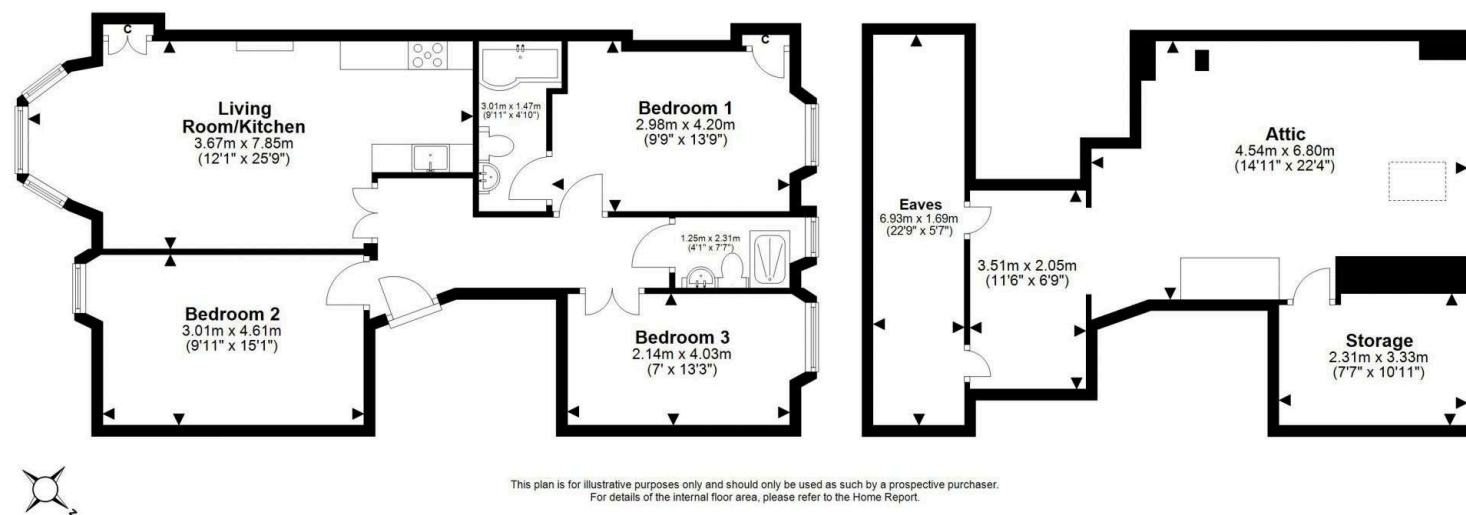 C
Living
Room/Kitchen
3.67m x 7.85m
(12'1" x 25'9")
3.01m x 1.47m
(9'11" x 4'10")
C
Bedroom 1
2.98m x 4.20m
(9'9" x 13'9")
Bedroom 2
3.01m x 4.61m
(9'11" x 15'1")
1.25m x 2.31m
(4'1" x 7'7")
Bedroom 3
2.14m x 4.03m
(7' x 13'3")
Eaves
6.93m x 1.69m
(22'9" x 5'7")
3.51m x 2.05m
(11'6" x 6'9")
Attic
4.54m x 6.80m
(14'11" x 22'4")
Storage
2.31m x 3.33m
(7'7" x 10'11")
N
This plan is for illustrative purposes only and should only be used as such by a prospective purchaser.
For details of the internal floor area, please refer to the Home Report.